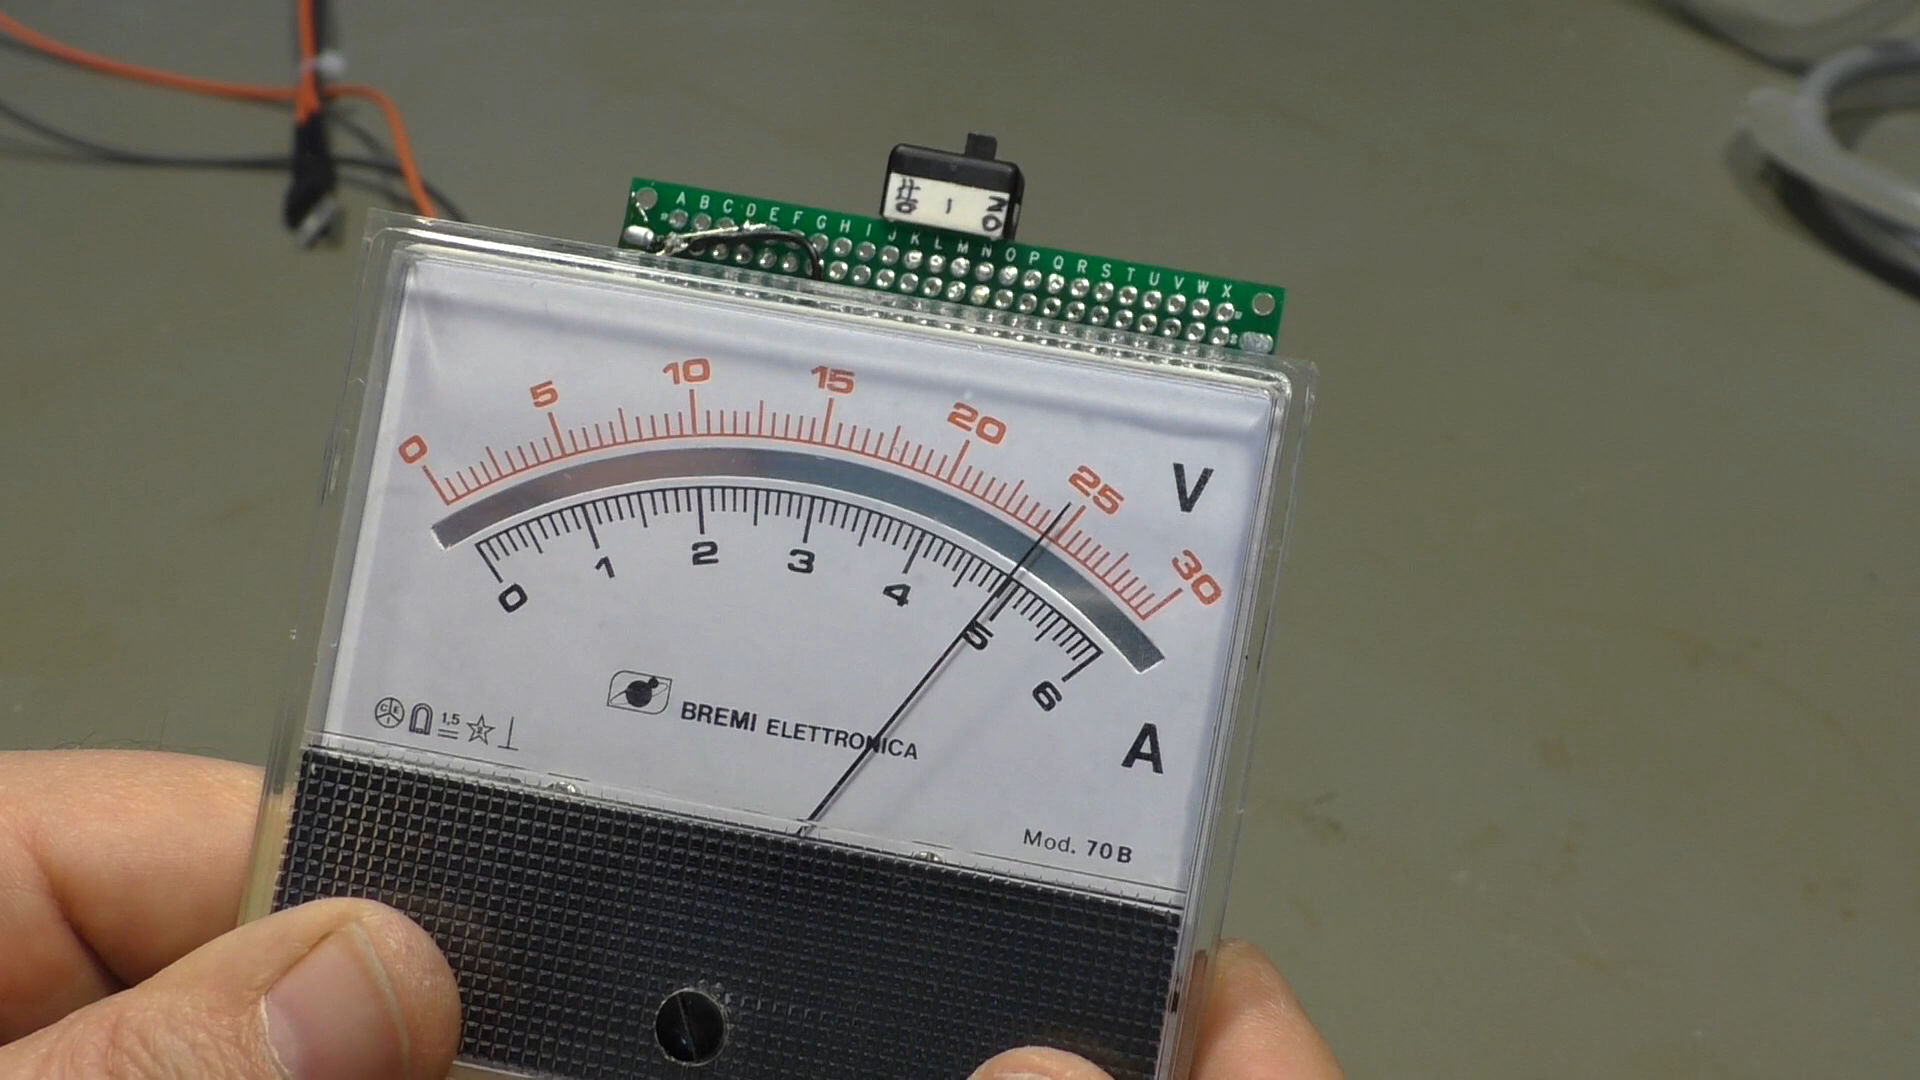 A B C D E F G H I J K L M N O P Q R S T U V W X
0 5 10 15 20 25 30
V
0 1 2 3 4 5 6
A
BREMI ELETTRONICA
1,5
Mod. 70B